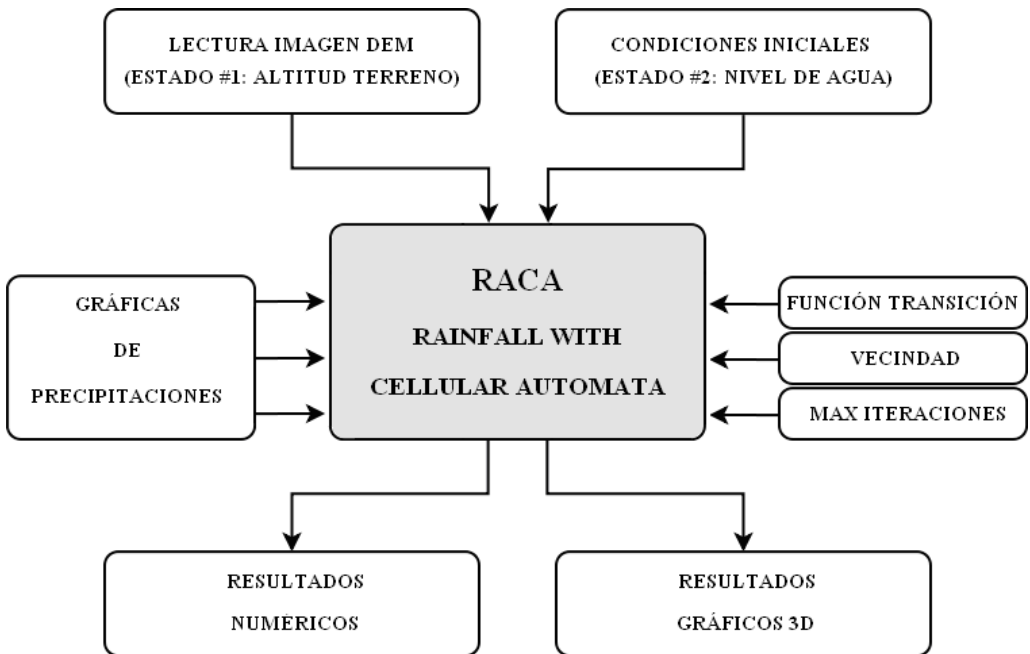 LECTURA IMAGEN DEM
(ESTADO #1: ALTITUD TERRENO)
CONDICIONES INICIALES
(ESTADO #2: NIVEL DE AGUA)
RACA
RAINFALL WITH
CELLULAR AUTOMATA
GRÁFICAS
DE
PRECIPITACIONES
FUNCIÓN TRANSICIÓN
VECINDAD
MAX ITERACIONES
RESULTADOS
NUMÉRICOS
RESULTADOS
GRÁFICOS 3D